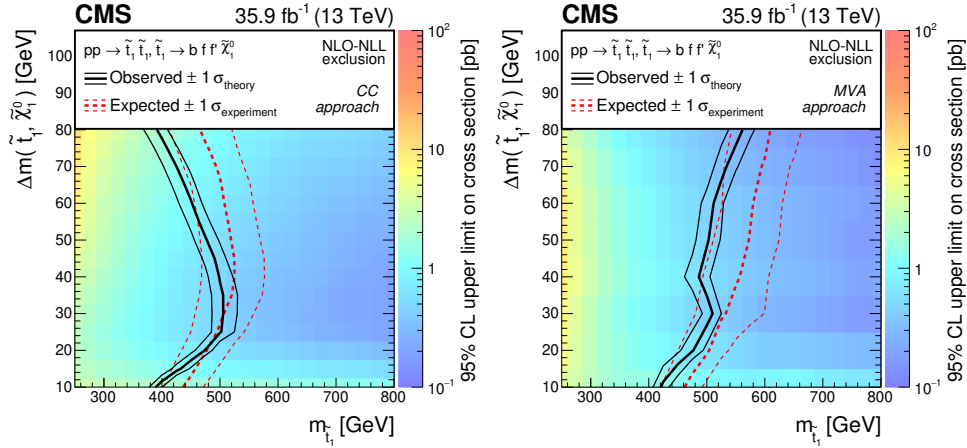 CMS 35.9 fb⁻¹ (13 TeV)
pp → t̃₁ t̃₁, t̃₁ → b f f′ χ̃₁⁰ NLO-NLL exclusion
Observed ± 1 σtheory CC approach
Expected ± 1 σexperiment
Δm( t̃₁, χ̃₁⁰ ) [GeV]
100
90
80
70
60
50
40
30
20
10
300 400 500 600 700 800
m t̃₁ [GeV]
10²
10
1
10⁻¹
95% CL upper limit on cross section [pb]
CMS 35.9 fb⁻¹ (13 TeV)
pp → t̃₁ t̃₁, t̃₁ → b f f′ χ̃₁⁰ NLO-NLL exclusion
Observed ± 1 σtheory MVA approach
Expected ± 1 σexperiment
Δm( t̃₁, χ̃₁⁰ ) [GeV]
100
90
80
70
60
50
40
30
20
10
300 400 500 600 700 800
m t̃₁ [GeV]
10²
10
1
10⁻¹
95% CL upper limit on cross section [pb]